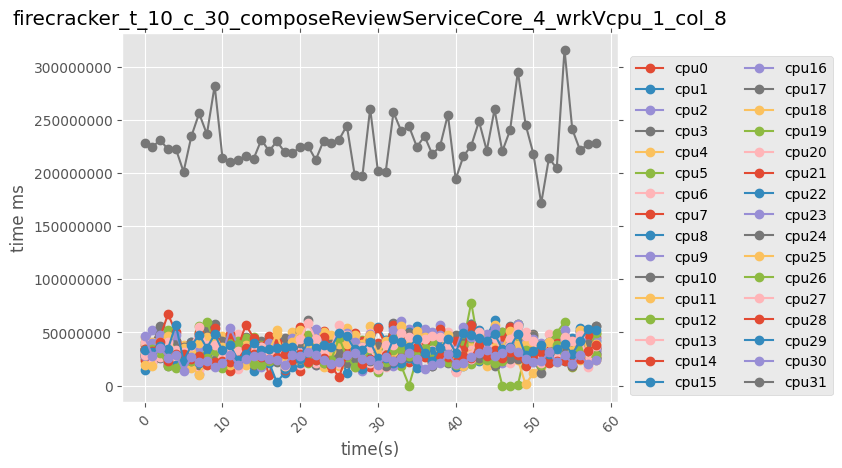 firecracker_t_10_c_30_composeReviewServiceCore_4_wrkVcpu_1_col_8
time ms
300000000
250000000
200000000
150000000
100000000
50000000
0
0
10
20
30
40
50
60
time(s)
cpu0
cpu1
cpu2
cpu3
cpu4
cpu5
cpu6
cpu7
cpu8
cpu9
cpu10
cpu11
cpu12
cpu13
cpu14
cpu15
cpu16
cpu17
cpu18
cpu19
cpu20
cpu21
cpu22
cpu23
cpu24
cpu25
cpu26
cpu27
cpu28
cpu29
cpu30
cpu31